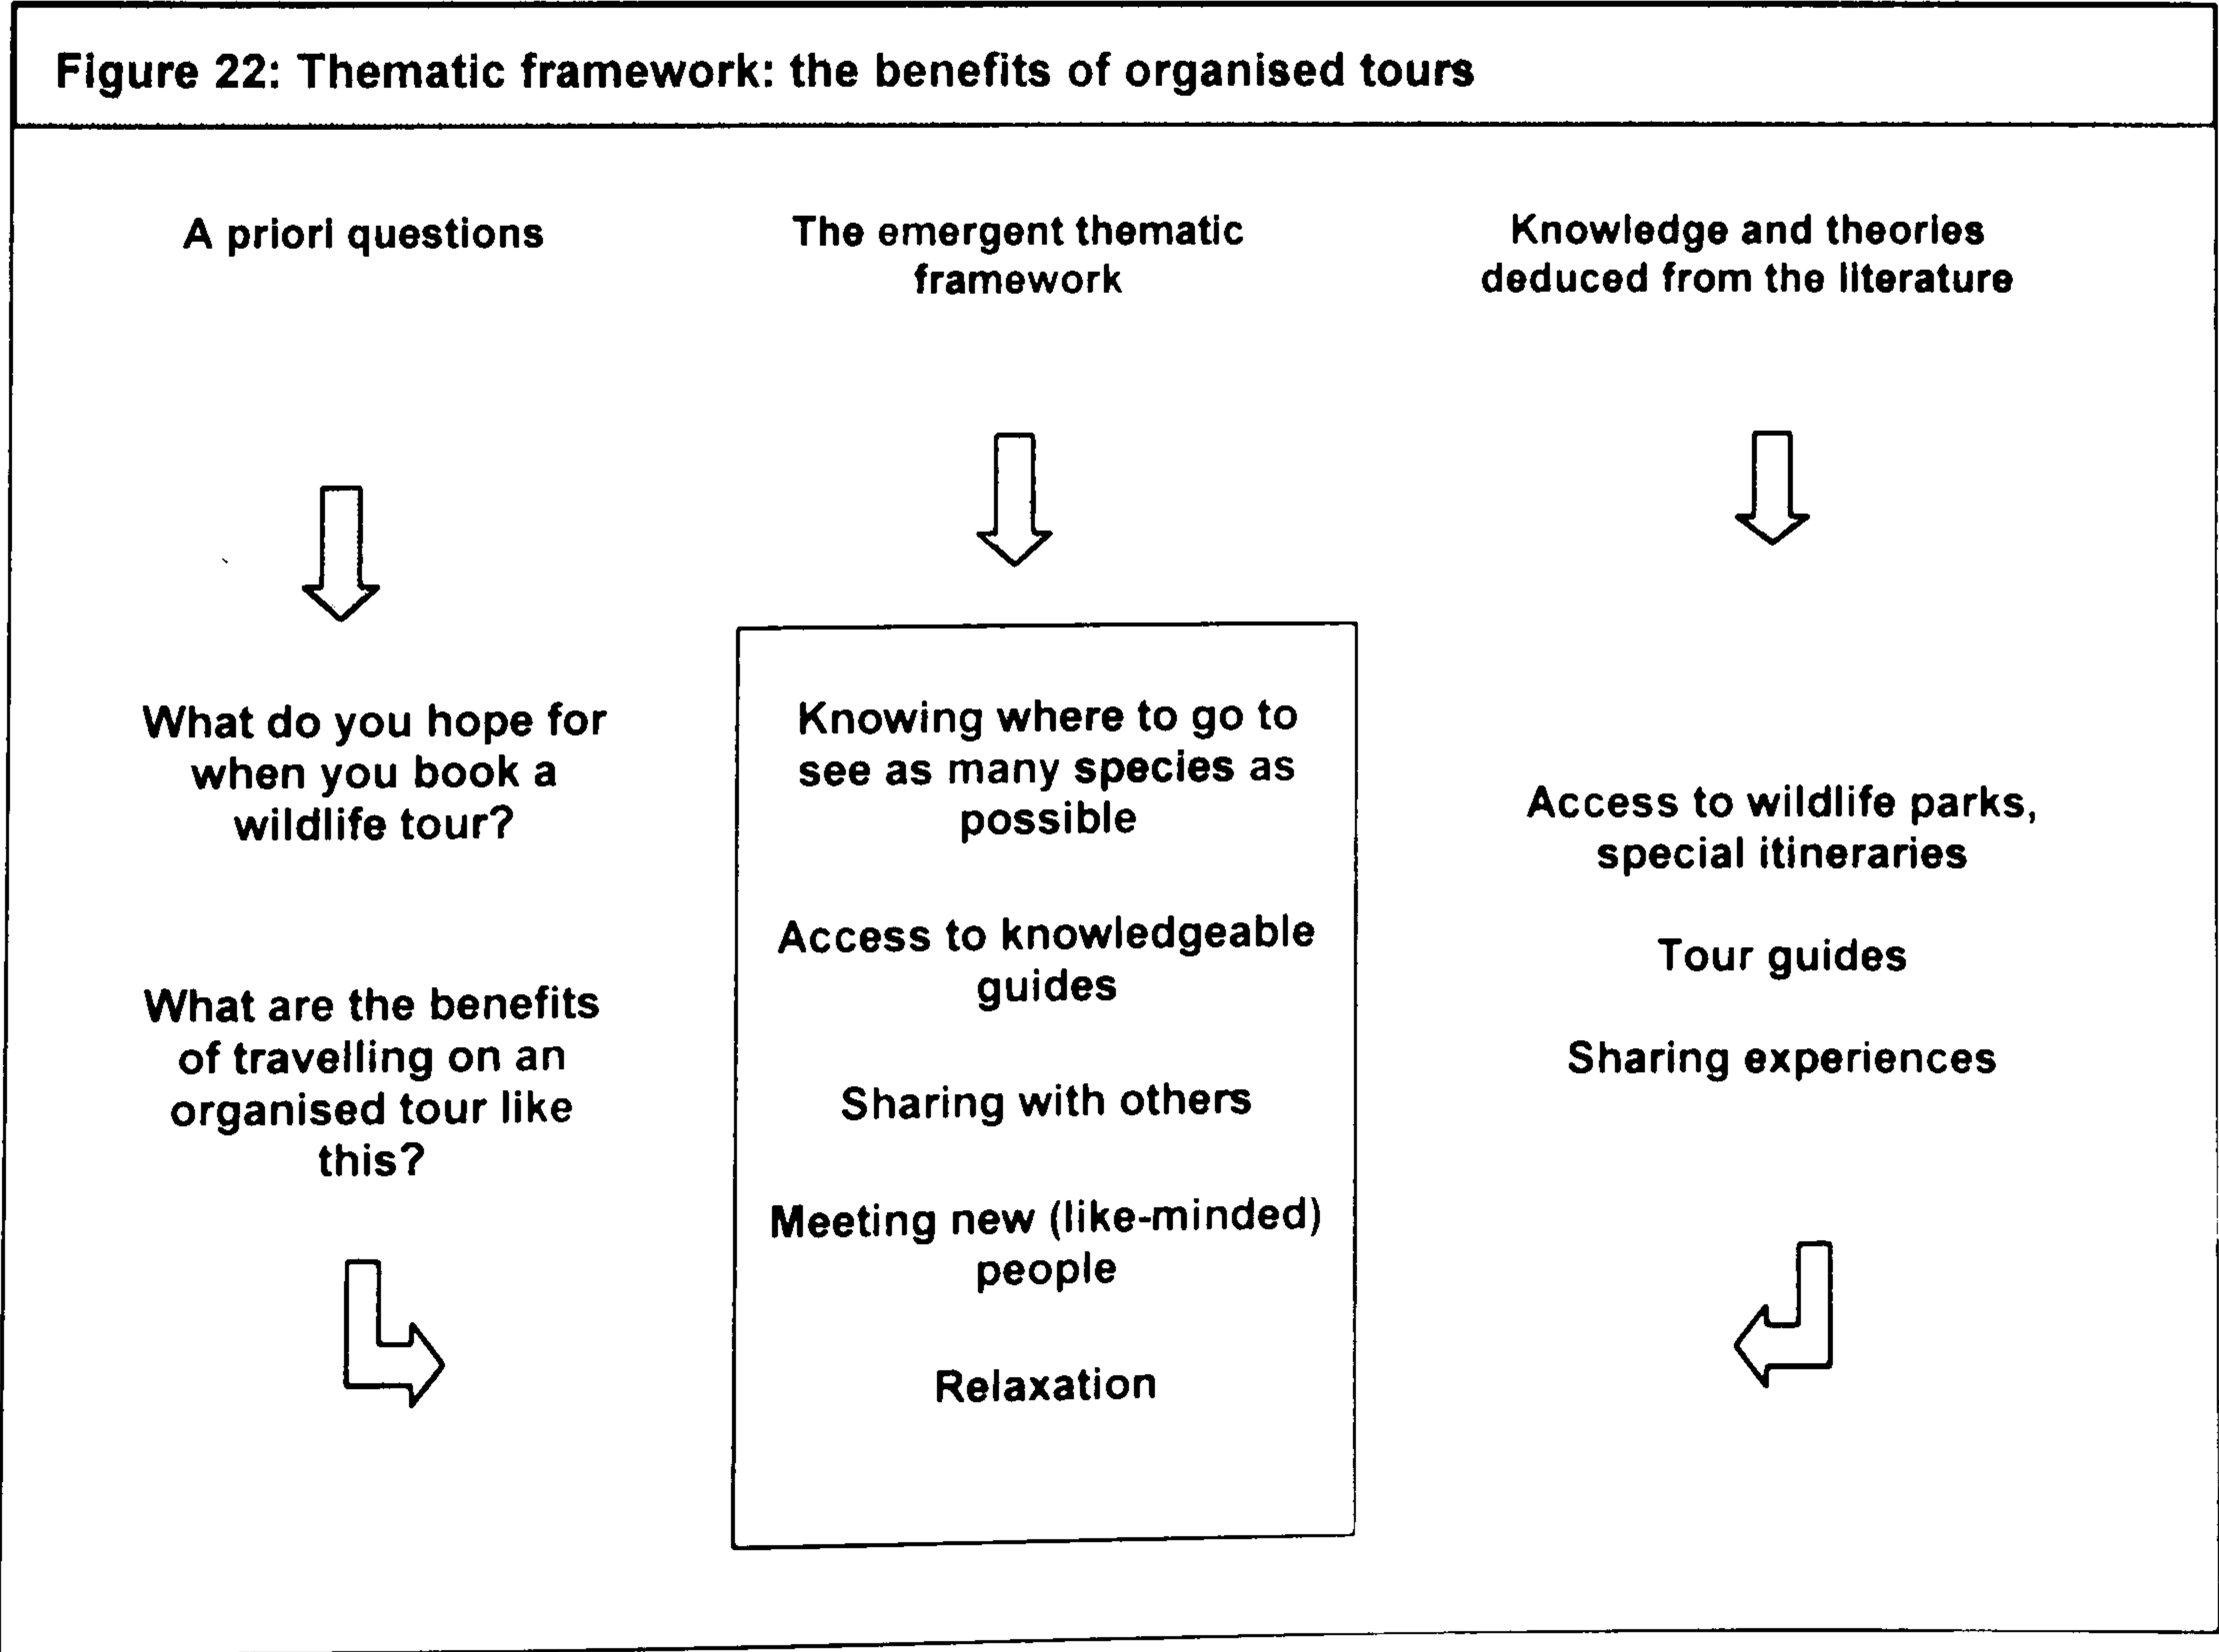 Figure 22: Thematic framework: the benefits of organised tours
A priori questions
The emergent thematic
framework
Knowledge and theories
deduced from the literature
What do you hope for
when you book a
wildlife tour?
What are the benefits
of travelling on an
organised tour like
this?
Knowing where to go to
see as many species as
possible
Access to knowledgeable
guides
Sharing with others
Meeting new (like-minded)
people
Relaxation
Access to wildlife parks,
special itineraries
Tour guides
Sharing experiences